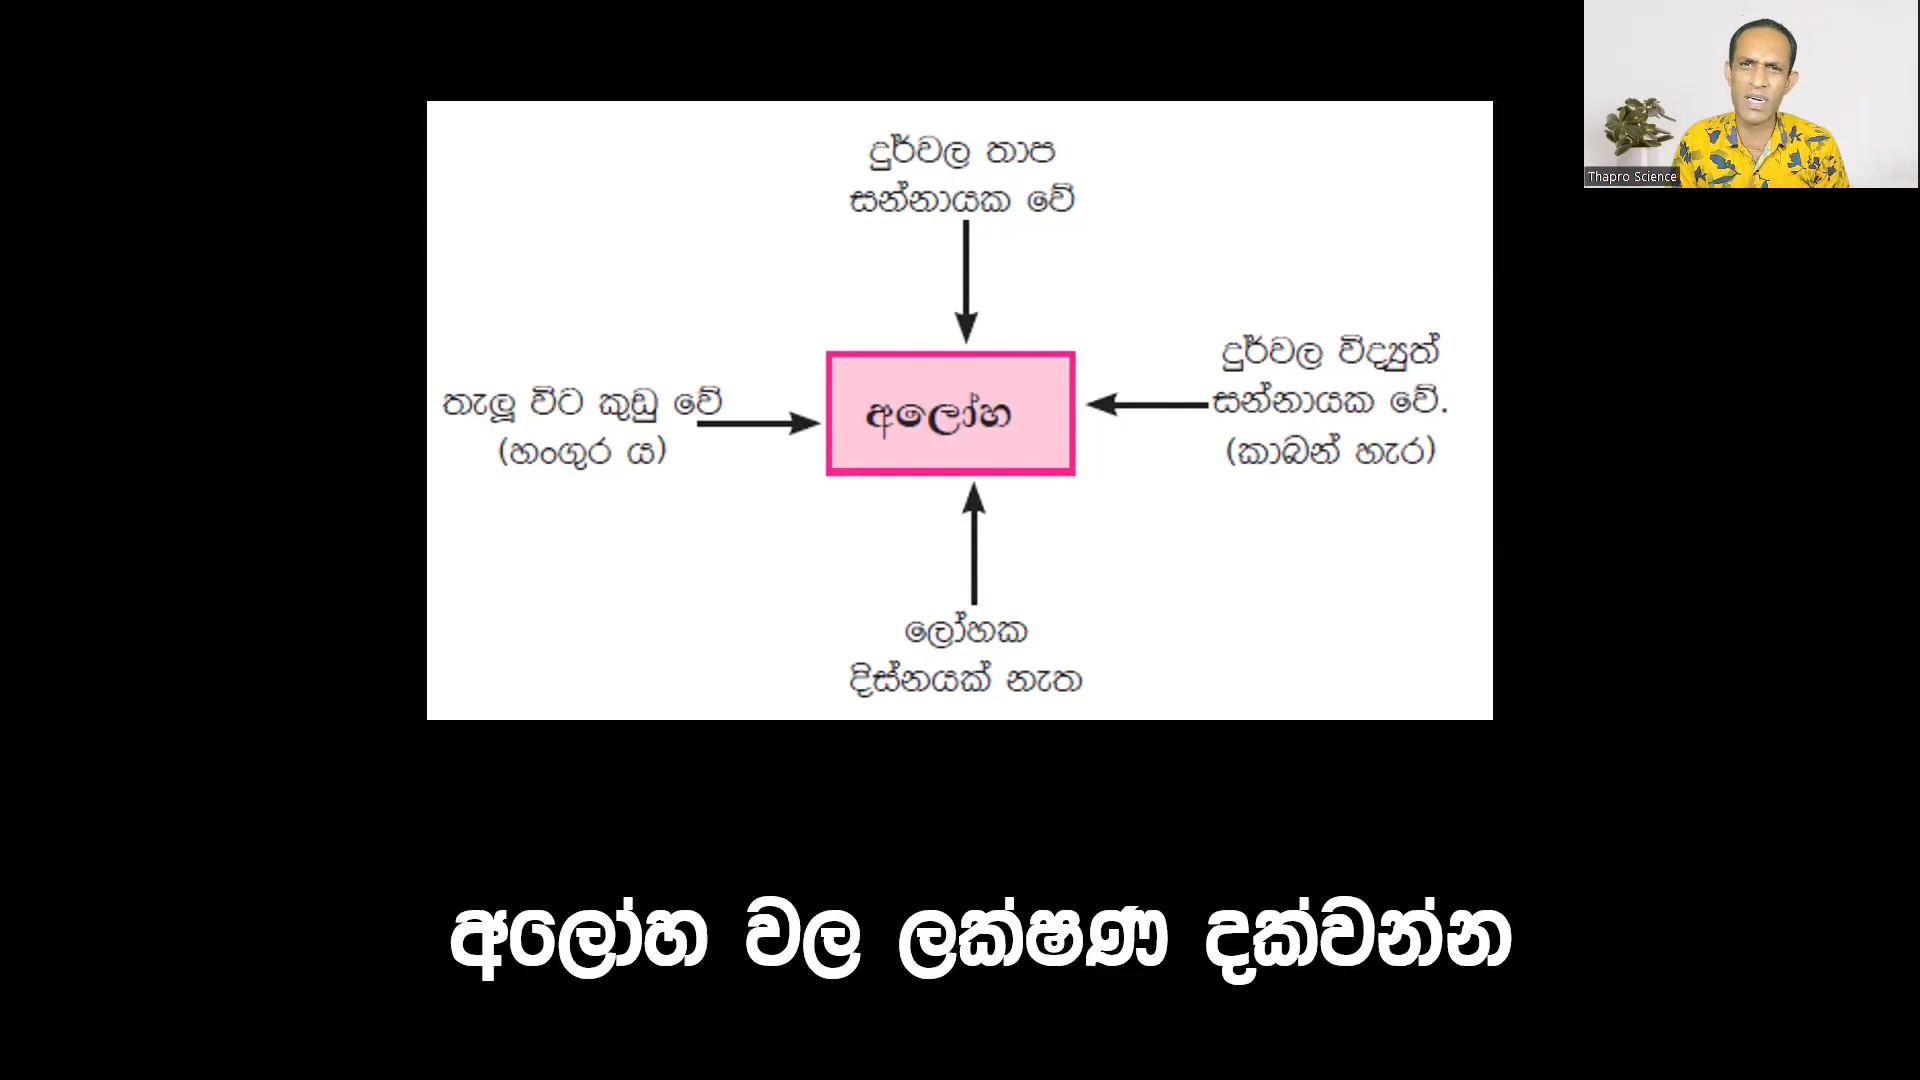 දුර්වල තාප
සන්නායක වේ
දුර්වල විද්‍යුත්
සන්නායක වේ.
(කාබන් හැර)
තැලූ විට කුඩු වේ
(හංගුර ය)
අලෝහ
ලෝහක
දිස්නයක් නැත
අලෝහ වල ලක්ෂණ දක්වන්න
Thapro Science